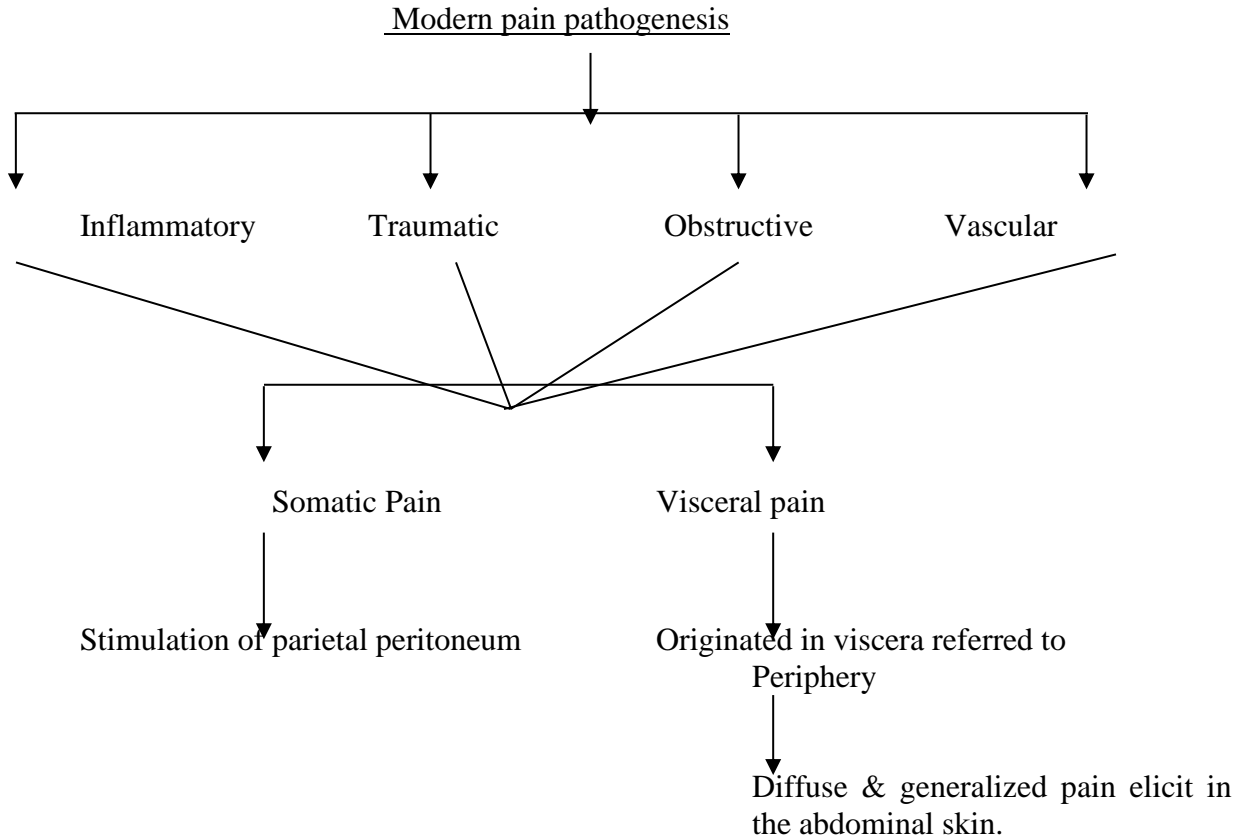 Modern pain pathogenesis
Inflammatory Traumatic Obstructive Vascular
Somatic Pain Visceral pain
Stimulation of parietal peritoneum Originated in viscera referred to
Periphery
Diffuse & generalized pain elicit in
the abdominal skin.